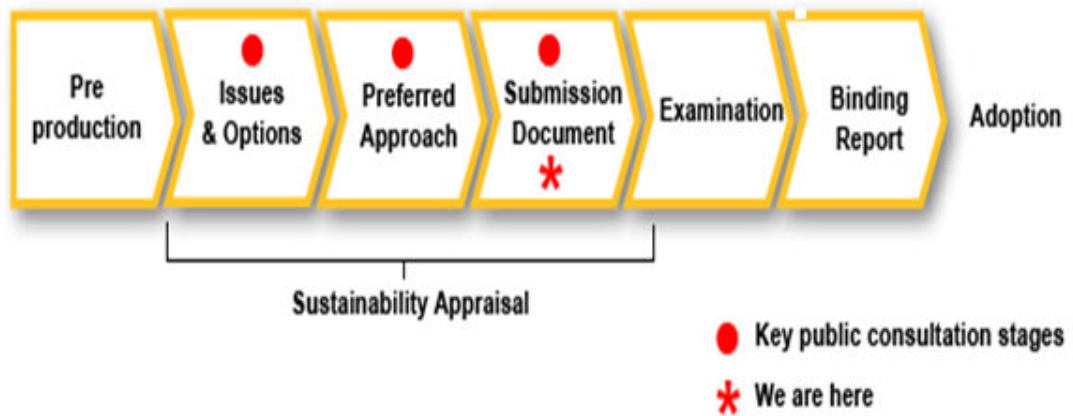 Pre
production
Issues
& Options
Preferred
Approach
Submission
Document
*
Examination
Binding
Report
Adoption
Sustainability Appraisal
Key public consultation stages
* We are here